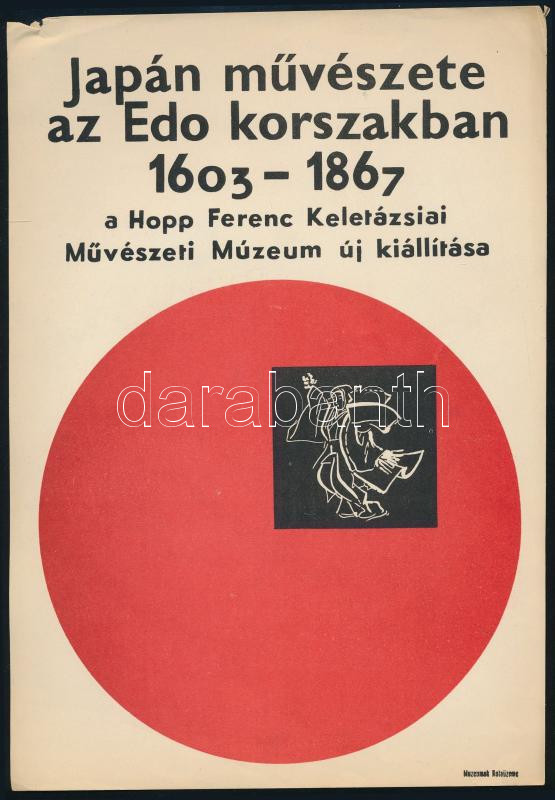 Japán művészete
az Edo korszakban
1603 – 1867
a Hopp Ferenc Keletázsiai
Művészeti Múzeum új kiállítása
darabanth
Múzeumok Rotaüzeme